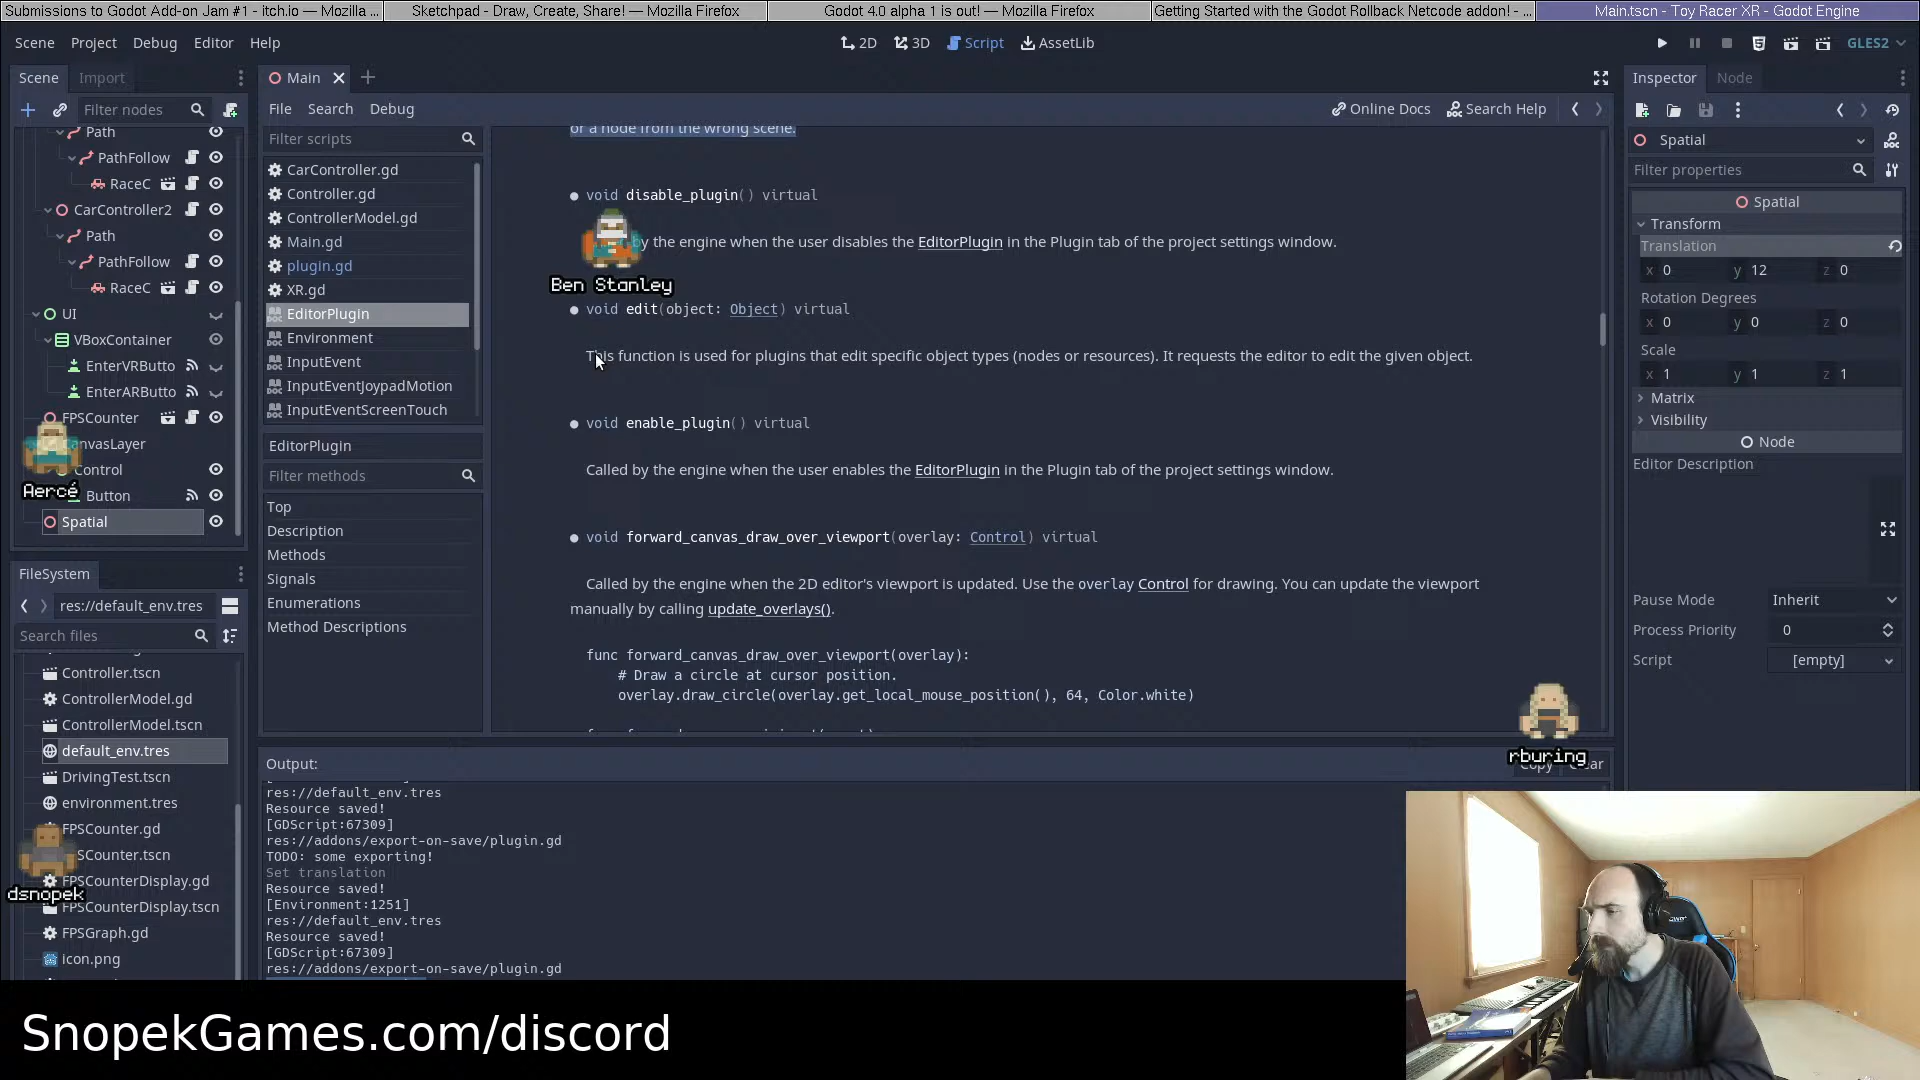 Submissions to Godot Add-on Jam #1 - itch.io — Mozilla ...
Sketchpad - Draw, Create, Share! — Mozilla Firefox
Godot 4.0 alpha 1 is out! — Mozilla Firefox
Getting Started with the Godot Rollback Netcode addon! - ...
Main.tscn - Toy Racer XR - Godot Engine
Scene Project Debug Editor Help
2D 3D Script AssetLib
GLES2
Scene Import
Filter nodes
Path
PathFollow
RaceC
CarController2
Path
PathFollow
RaceC
UI
VBoxContainer
EnterVRButto
EnterARButto
FPSCounter
anvasLayer
Control
Aercé
Button
Spatial
FileSystem
res://default_env.tres
Search files
Controller.tscn
ControllerModel.gd
ControllerModel.tscn
default_env.tres
DrivingTest.tscn
environment.tres
FPSCounter.gd
SCounter.tscn
FPSCounterDisplay.gd
dsnopek
FPSCounterDisplay.tscn
FPSGraph.gd
icon.png
Main
File Search Debug
Online Docs Search Help
Filter scripts
CarController.gd
Controller.gd
ControllerModel.gd
Main.gd
plugin.gd
XR.gd
EditorPlugin
Environment
InputEvent
InputEventJoypadMotion
InputEventScreenTouch
EditorPlugin
Filter methods
Top
Description
Methods
Signals
Enumerations
Method Descriptions
or a node from the wrong scene.
void disable_plugin() virtual
by the engine when the user disables the EditorPlugin in the Plugin tab of the project settings window.
Ben Stanley
void edit(object: Object) virtual
This function is used for plugins that edit specific object types (nodes or resources). It requests the editor to edit the given object.
void enable_plugin() virtual
Called by the engine when the user enables the EditorPlugin in the Plugin tab of the project settings window.
void forward_canvas_draw_over_viewport(overlay: Control) virtual
Called by the engine when the 2D editor's viewport is updated. Use the overlay Control for drawing. You can update the viewport
manually by calling update_overlays().
func forward_canvas_draw_over_viewport(overlay):
# Draw a circle at cursor position.
overlay.draw_circle(overlay.get_local_mouse_position(), 64, Color.white)
rburing
Output:
Copy
res://default_env.tres
Resource saved!
[GDScript:67309]
res://addons/export-on-save/plugin.gd
TODO: some exporting!
Set translation
Resource saved!
[Environment:1251]
res://default_env.tres
Resource saved!
[GDScript:67309]
res://addons/export-on-save/plugin.gd
Inspector Node
Spatial
Filter properties
Spatial
Transform
Translation
x 0 y 12 z 0
Rotation Degrees
x 0 y 0 z 0
Scale
x 1 y 1 z 1
Matrix
Visibility
Node
Editor Description
Pause Mode Inherit
Process Priority 0
Script [empty]
SnopekGames.com/discord